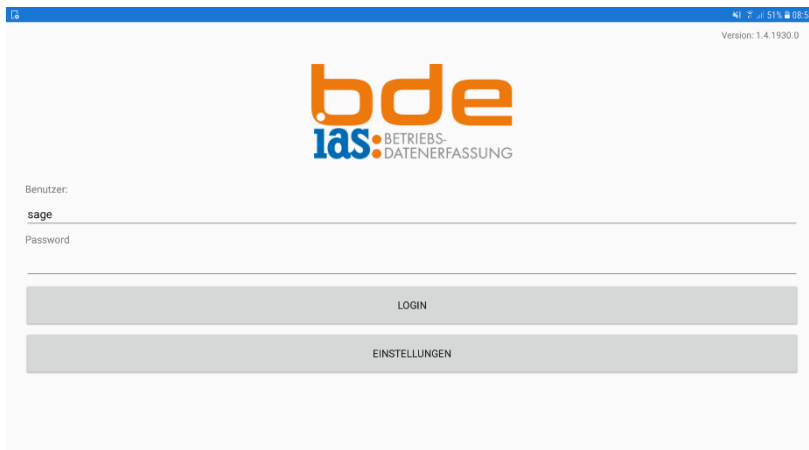 51% 08:5
Version: 1.4.1930.0
bde
ias: BETRIEBS-
DATENERFASSUNG
Benutzer:
sage
Password
LOGIN
EINSTELLUNGEN